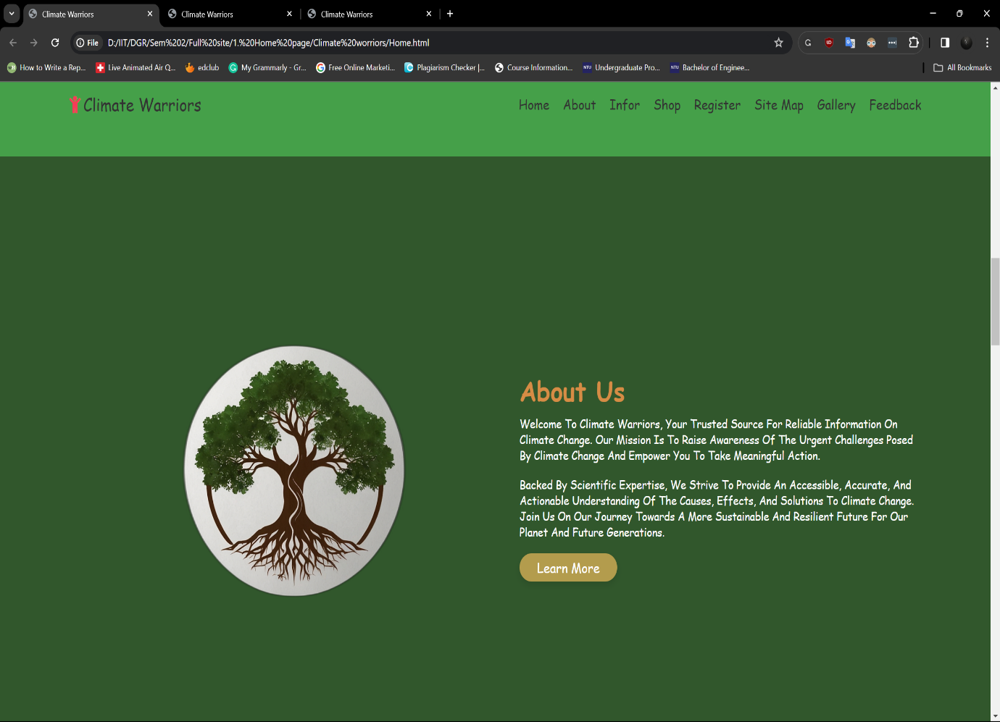 Climate Warriors
Climate Warriors
Climate Warriors
File D:/IIT/DGR/Sem%202/Full%20site/1.%20Home%20page/Climate%20worriors/Home.html
How to Write a Rep... Live Animated Air Q... edclub My Grammarly - Gr... Free Online Marketi... Plagiarism Checker |... Course Information... NTU Undergraduate Pro... NTU Bachelor of Enginee... All Bookmarks
Climate Warriors
Home About Infor Shop Register Site Map Gallery Feedback
About Us
Welcome To Climate Warriors, Your Trusted Source For Reliable Information On
Climate Change. Our Mission Is To Raise Awareness Of The Urgent Challenges Posed
By Climate Change And Empower You To Take Meaningful Action.
Backed By Scientific Expertise, We Strive To Provide An Accessible, Accurate, And
Actionable Understanding Of The Causes, Effects, And Solutions To Climate Change.
Join Us On Our Journey Towards A More Sustainable And Resilient Future For Our
Planet And Future Generations.
Learn More